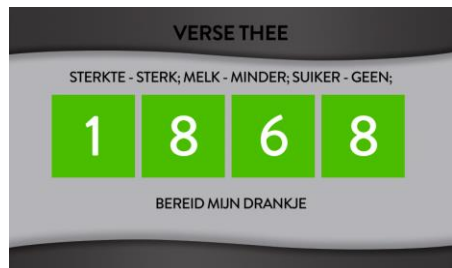 VERSE THEE
STERKTE - STERK; MELK - MINDER; SUIKER - GEEN;
1 8 6 8
BEREID MIJN DRANKJE